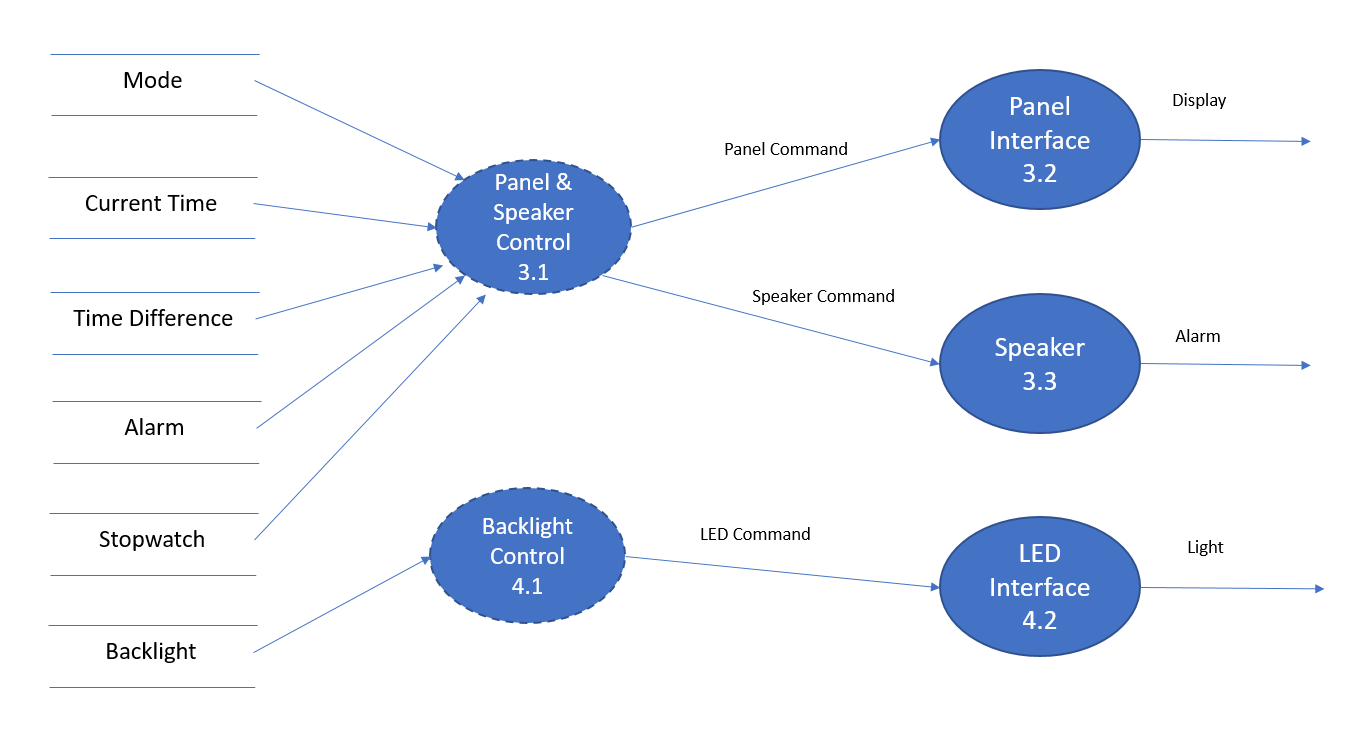 Mode
Current Time
Time Difference
Alarm
Stopwatch
Backlight
Panel &
Speaker
Control
3.1
Backlight
Control
4.1
Panel Command
Speaker Command
LED Command
Panel
Interface
3.2
Speaker
3.3
LED
Interface
4.2
Display
Alarm
Light